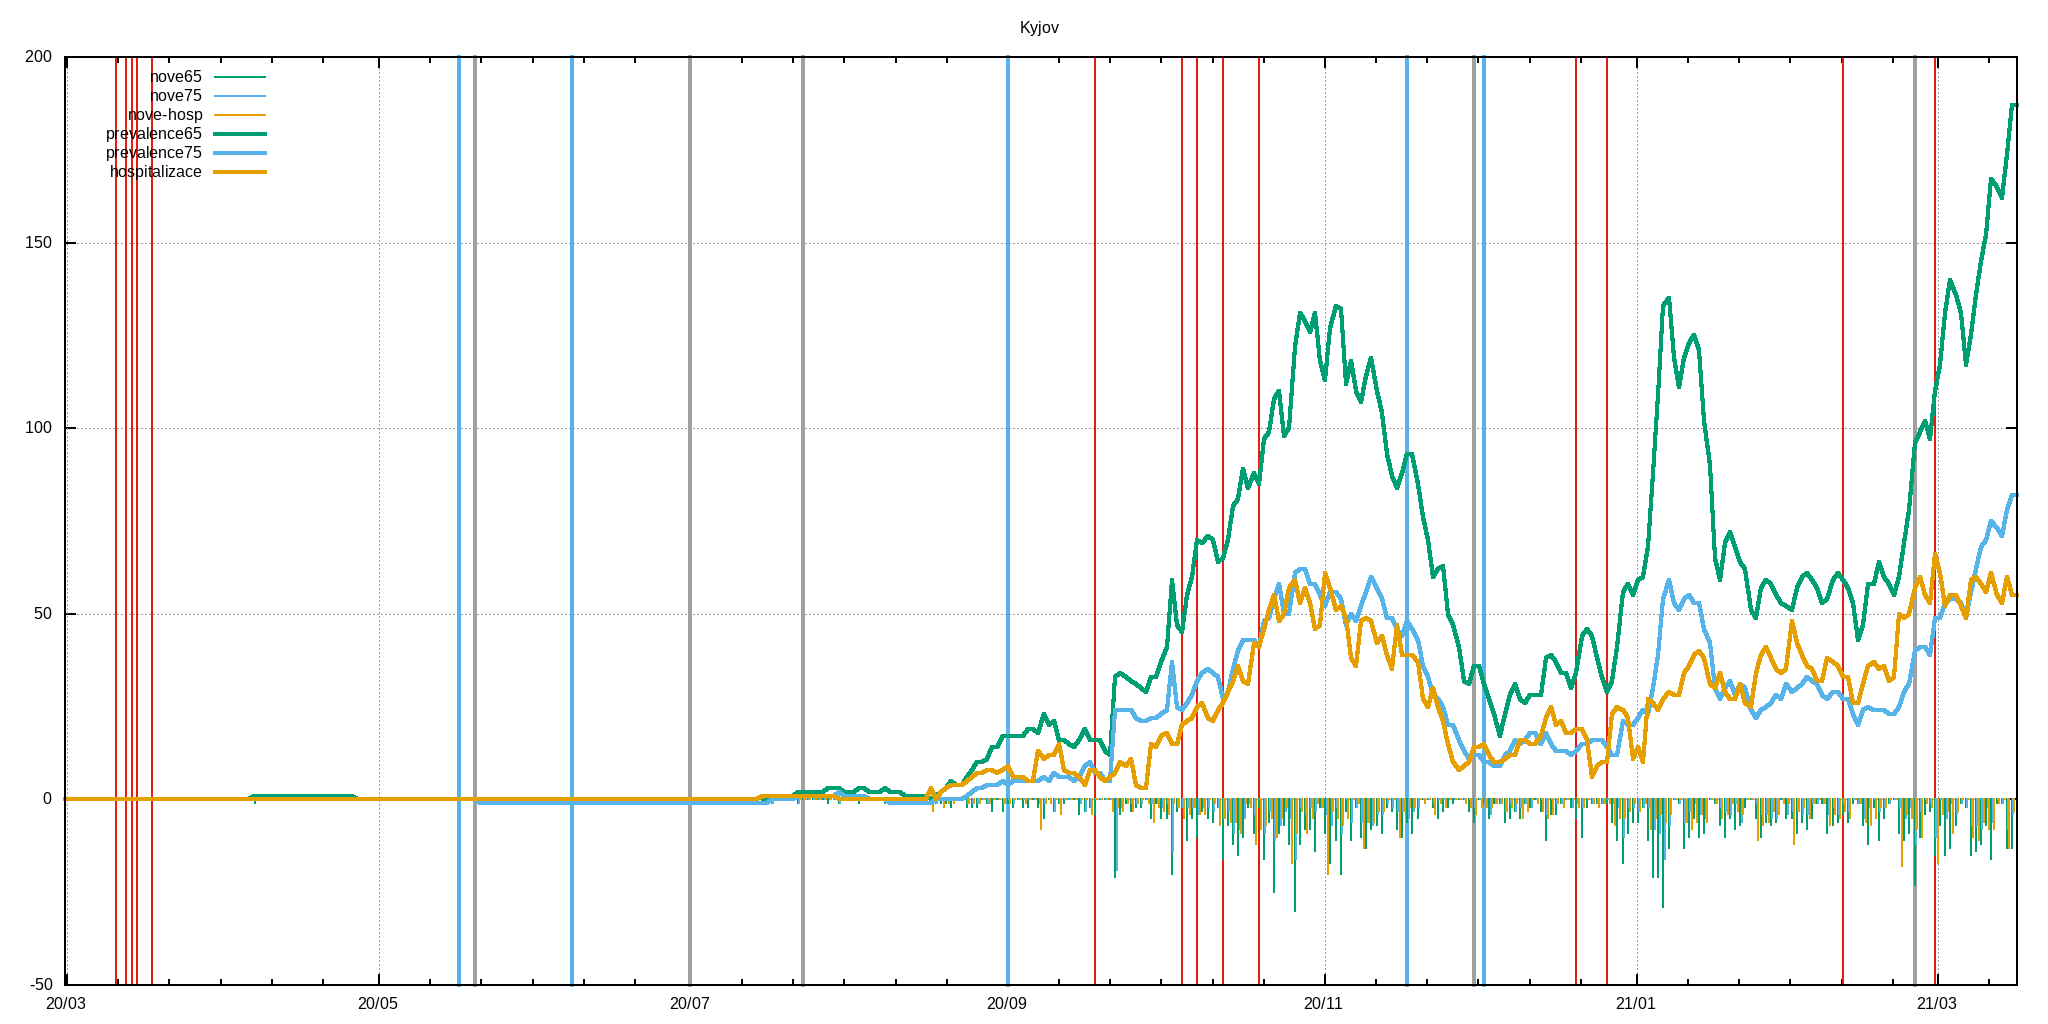 Kyjov
200
150
100
50
0
-50
nove65
nove75
nove-hosp
prevalence65
prevalence75
hospitalizace
20/03 20/05 20/07 20/09 20/11 21/01 21/03